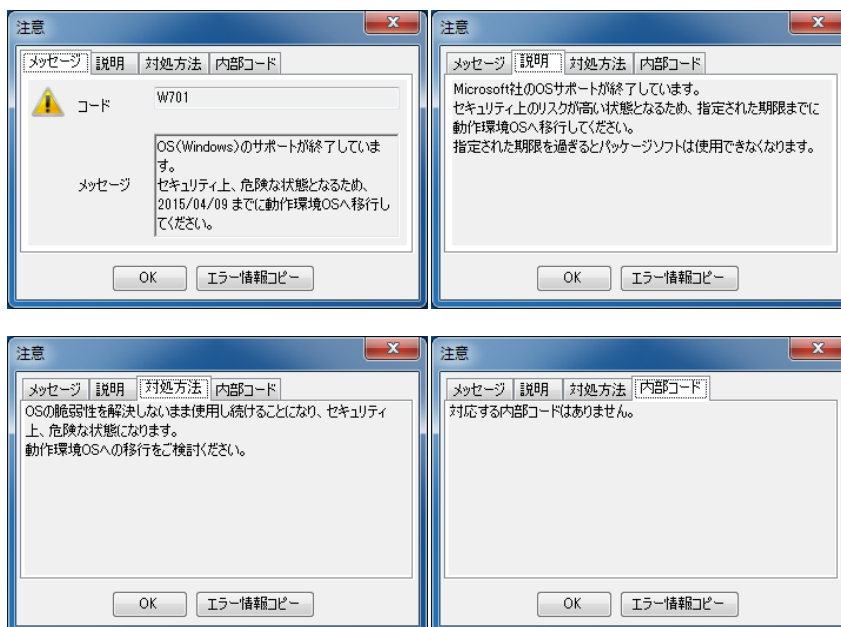 注意
メッセージ 説明 対処方法 内部コード
コード W701
メッセージ
OS(Windows)のサポートが終了していま
す。
セキュリティ上、危険な状態となるため、
2015/04/09 までに動作環境OSへ移行し
てください。
OK エラー情報コピー
注意
メッセージ 説明 対処方法 内部コード
Microsoft社のOSサポートが終了しています。
セキュリティ上のリスクが高い状態となるため、指定された期限までに
動作環境OSへ移行してください。
指定された期限を過ぎるとパッケージソフトは使用できなくなります。
OK エラー情報コピー
注意
メッセージ 説明 対処方法 内部コード
OSの脆弱性を解決しないまま使用し続けることになり、セキュリティ
上、危険な状態になります。
動作環境OSへの移行をご検討ください。
OK エラー情報コピー
注意
メッセージ 説明 対処方法 内部コード
対応する内部コードはありません。
OK エラー情報コピー